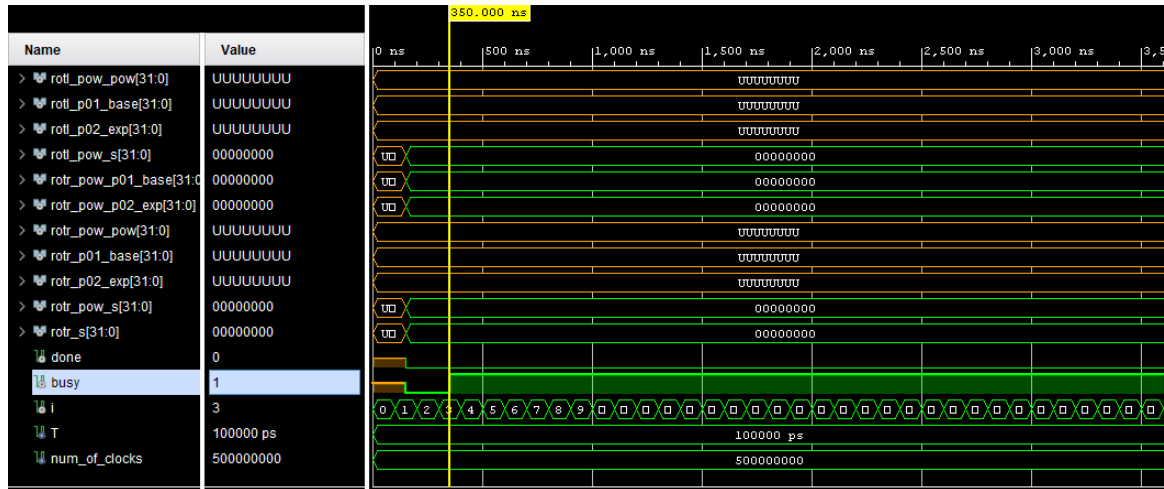 350.000 ns
Name Value 0 ns 500 ns 1,000 ns 1,500 ns 2,000 ns 2,500 ns 3,000 ns 3,5
rotl_pow_pow[31:0] UUUUUUUU UUUUUUUU
rotl_p01_base[31:0] UUUUUUUU UUUUUUUU
rotl_p02_exp[31:0] UUUUUUUU UUUUUUUU
rotl_pow_s[31:0] 00000000 U 00000000
rotr_pow_p01_base[31:0 00000000 U 00000000
rotr_pow_p02_exp[31:0] 00000000 U 00000000
rotr_pow_pow[31:0] UUUUUUUU UUUUUUUU
rotr_p01_base[31:0] UUUUUUUU UUUUUUUU
rotr_p02_exp[31:0] UUUUUUUU UUUUUUUU
rotr_pow_s[31:0] 00000000 U 00000000
rotr_s[31:0] 00000000 U 00000000
done 0
busy 1
i 3 0 1 2 3 4 5 6 7 8 9
T 100000 ps 100000 ps
num_of_clocks 500000000 500000000